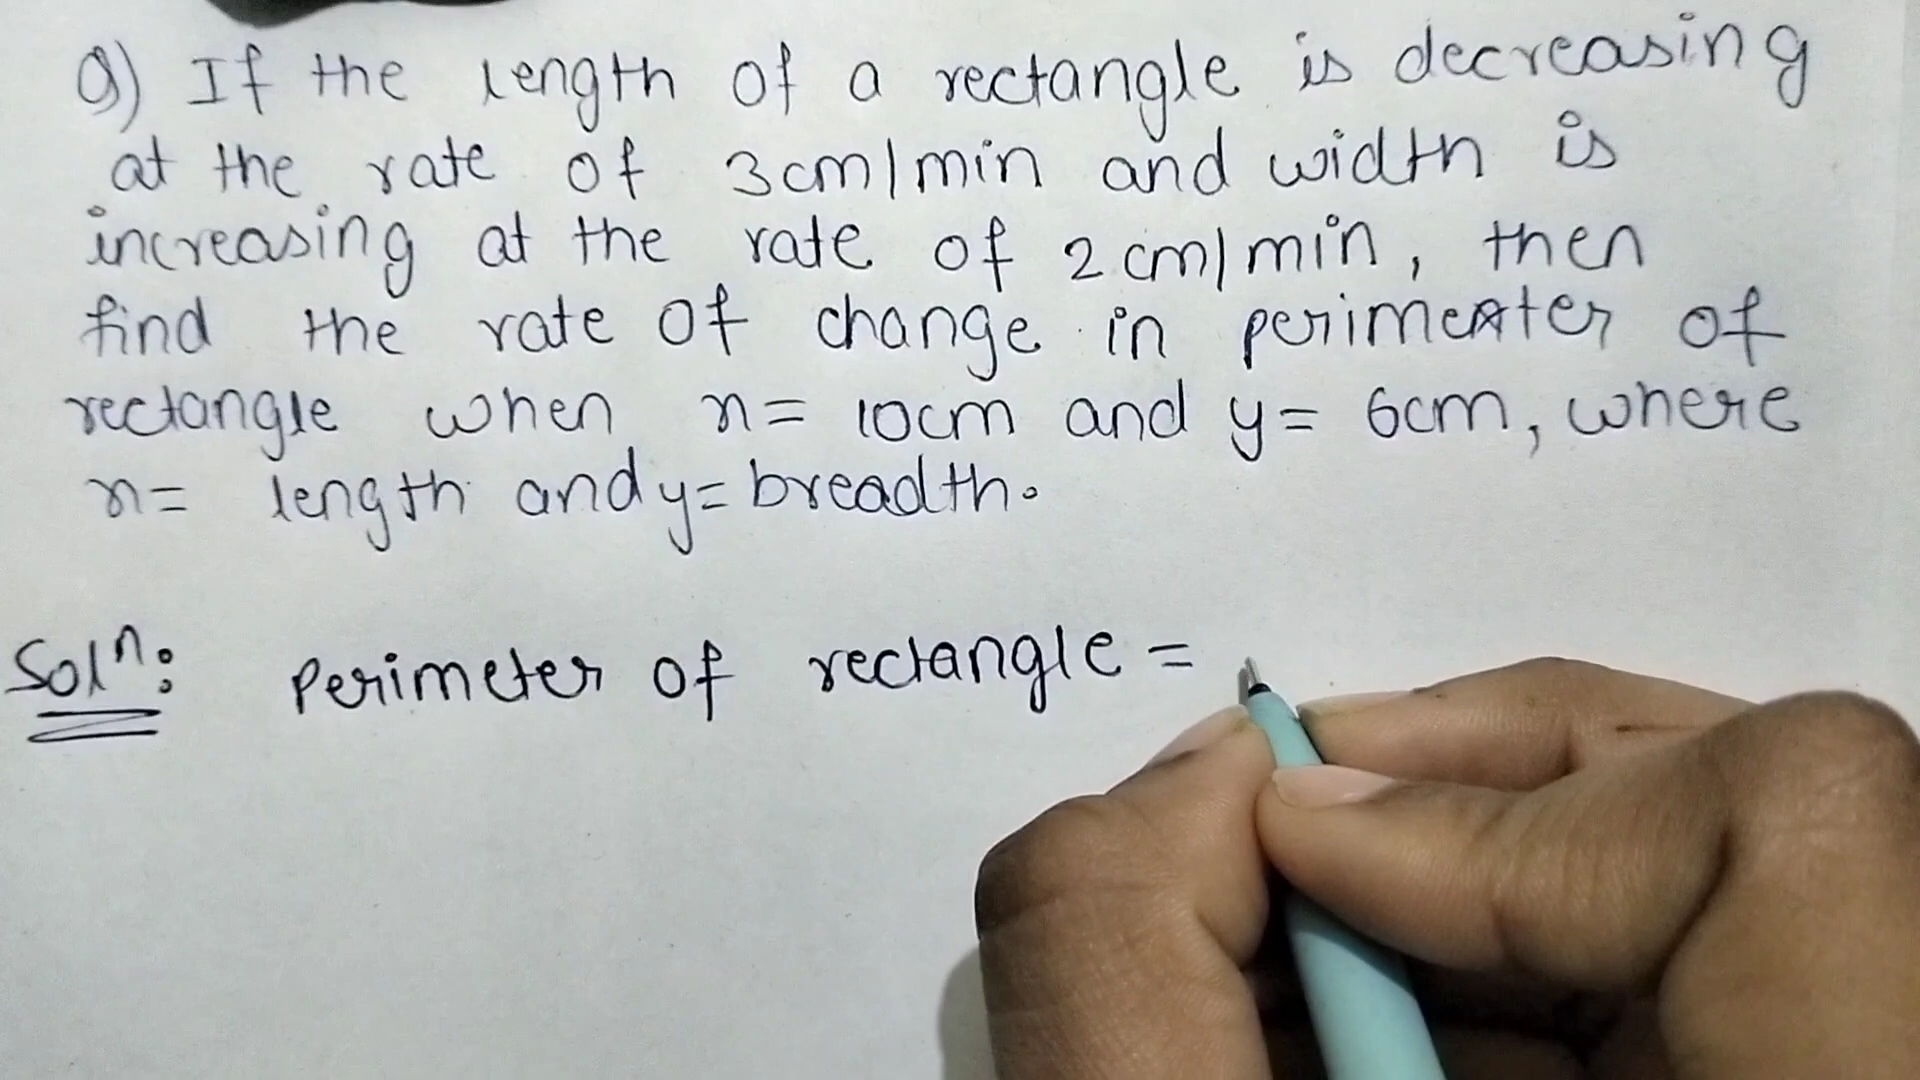 Q) If the length of a rectangle is decreasing
at the rate of 3cm/min and width is
increasing at the rate of 2cm/min, then
find the rate of change in perimeter of
rectangle when x= 10cm and y= 6cm, where
x= length and y= breadth.
Solⁿ: Perimeter of rectangle =